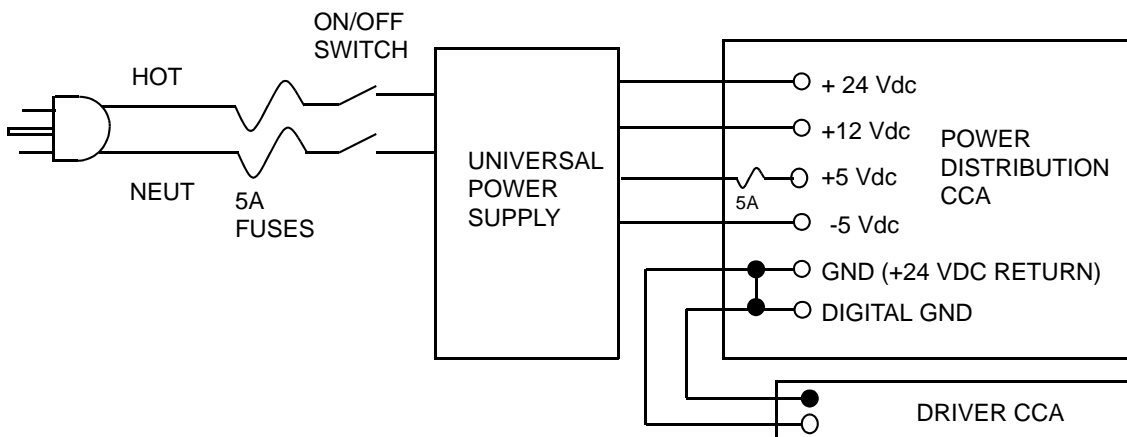 ON/OFF
SWITCH
HOT
NEUT
5A
FUSES
UNIVERSAL
POWER
SUPPLY
+ 24 Vdc
+12 Vdc
+5 Vdc
5A
-5 Vdc
POWER
DISTRIBUTION
CCA
GND (+24 VDC RETURN)
DIGITAL GND
DRIVER CCA